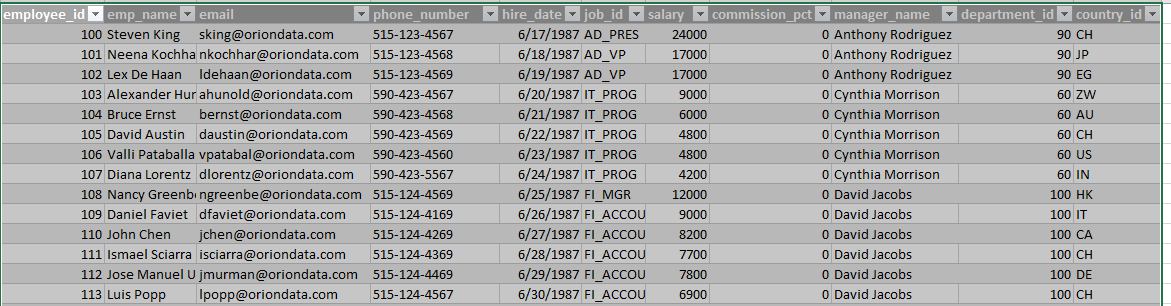 employee_id emp_name email phone_number hire_date job_id salary commission_pct manager_name department_id country_id
100 Steven King sking@oriondata.com 515-123-4567 6/17/1987 AD_PRES 24000 0 Anthony Rodriguez 90 CH
101 Neena Kochha nkochhar@oriondata.com 515-123-4568 6/18/1987 AD_VP 17000 0 Anthony Rodriguez 90 JP
102 Lex De Haan ldehaan@oriondata.com 515-123-4569 6/19/1987 AD_VP 17000 0 Anthony Rodriguez 90 EG
103 Alexander Hur ahunold@oriondata.com 590-423-4567 6/20/1987 IT_PROG 9000 0 Cynthia Morrison 60 ZW
104 Bruce Ernst bernst@oriondata.com 590-423-4568 6/21/1987 IT_PROG 6000 0 Cynthia Morrison 60 AU
105 David Austin daustin@oriondata.com 590-423-4569 6/22/1987 IT_PROG 4800 0 Cynthia Morrison 60 CH
106 Valli Pataballa vpatabal@oriondata.com 590-423-4560 6/23/1987 IT_PROG 4800 0 Cynthia Morrison 60 US
107 Diana Lorentz dlorentz@oriondata.com 590-423-5567 6/24/1987 IT_PROG 4200 0 Cynthia Morrison 60 IN
108 Nancy Greenbe ngreenbe@oriondata.com 515-124-4569 6/25/1987 FI_MGR 12000 0 David Jacobs 100 HK
109 Daniel Faviet dfaviet@oriondata.com 515-124-4169 6/26/1987 FI_ACCOU 9000 0 David Jacobs 100 IT
110 John Chen jchen@oriondata.com 515-124-4269 6/27/1987 FI_ACCOU 8200 0 David Jacobs 100 CA
111 Ismael Sciarra isciarra@oriondata.com 515-124-4369 6/28/1987 FI_ACCOU 7700 0 David Jacobs 100 CH
112 Jose Manuel U jmurman@oriondata.com 515-124-4469 6/29/1987 FI_ACCOU 7800 0 David Jacobs 100 DE
113 Luis Popp lpopp@oriondata.com 515-124-4567 6/30/1987 FI_ACCOU 6900 0 David Jacobs 100 CH